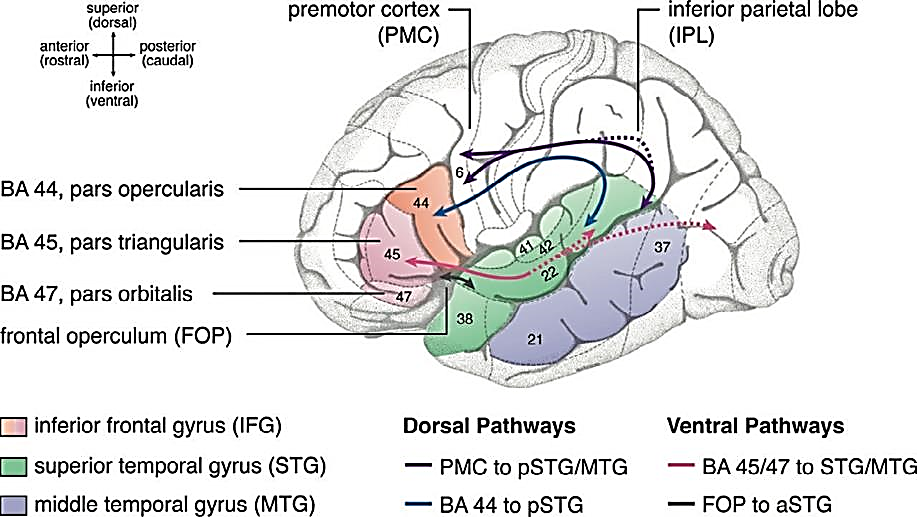 superior
(dorsal)
anterior
(rostral)
posterior
(caudal)
inferior
(ventral)
premotor cortex
(PMC)
inferior parietal lobe
(IPL)
BA 44, pars opercularis
BA 45, pars triangularis
BA 47, pars orbitalis
frontal operculum (FOP)
6
44
45
47
41
42
22
37
38
21
inferior frontal gyrus (IFG)
superior temporal gyrus (STG)
middle temporal gyrus (MTG)
Dorsal Pathways
PMC to pSTG/MTG
BA 44 to pSTG
Ventral Pathways
BA 45/47 to STG/MTG
FOP to aSTG